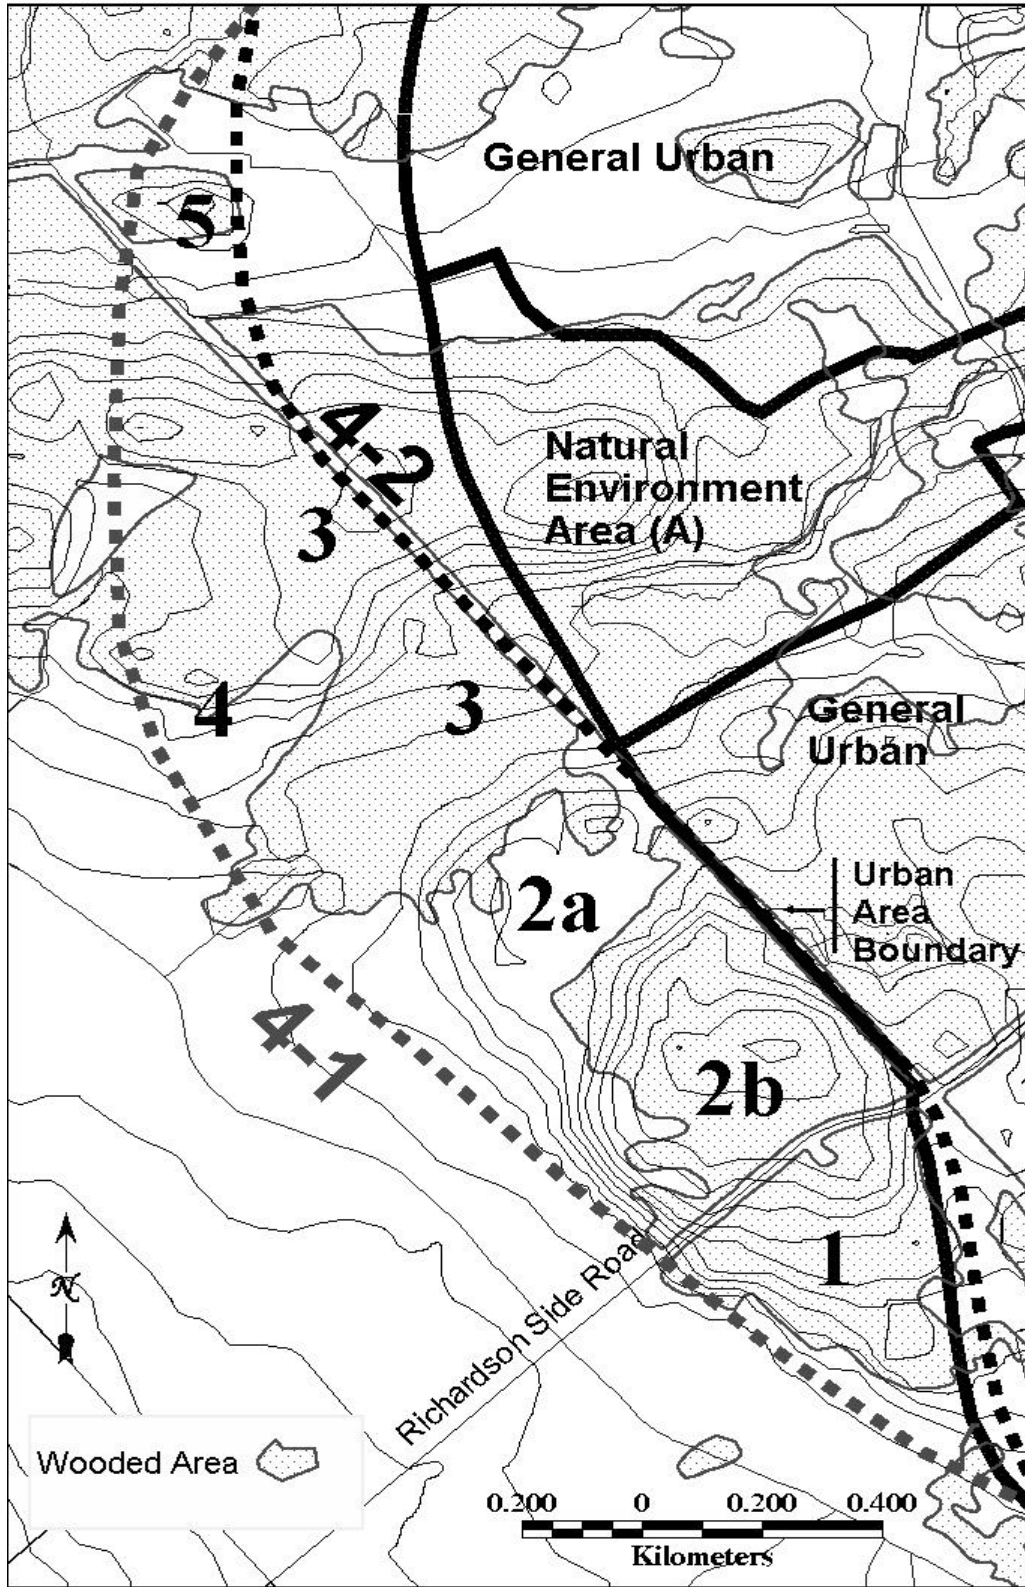 General Urban
5
4-2
Natural
Environment
Area (A)
3
4
3
General
Urban
Urban
Area
Boundary
2a
4-1
2b
1
N
Richardson Side Road
Wooded Area
0.200 0 0.200 0.400
Kilometers